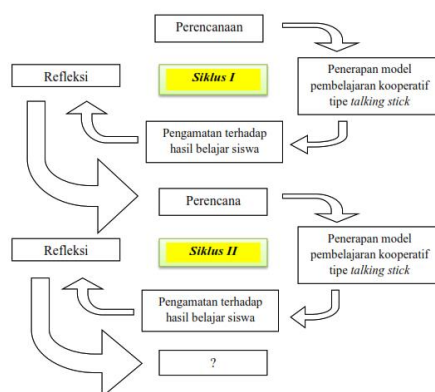 Perencanaan
Refleksi
Siklus I
Penerapan model
pembelajaran kooperatif
tipe talking stick
Pengamatan terhadap
hasil belajar siswa
Perencana
Refleksi
Siklus II
Penerapan model
pembelajaran kooperatif
tipe talking stick
Pengamatan terhadap
hasil belajar siswa
?